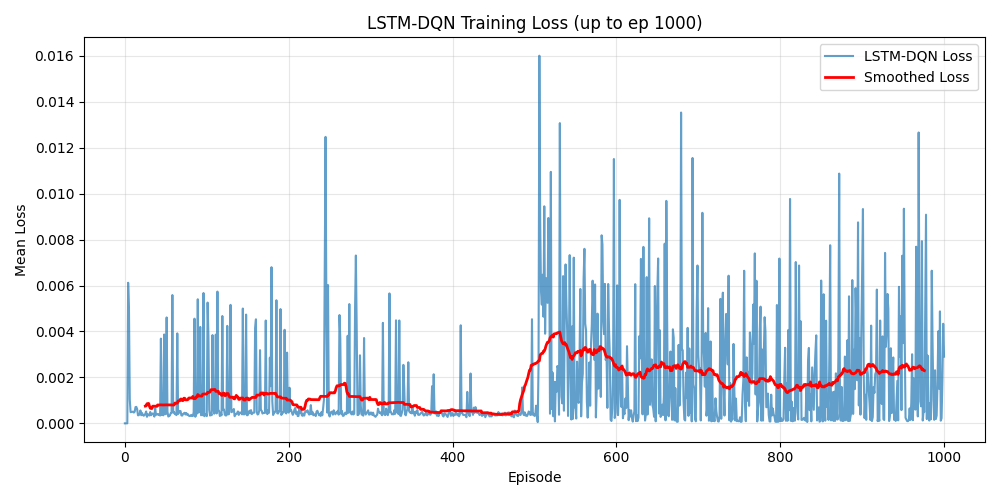 LSTM-DQN Training Loss (up to ep 1000)
LSTM-DQN Loss
Smoothed Loss
Mean Loss
0.016
0.014
0.012
0.010
0.008
0.006
0.004
0.002
0.000
0 200 400 600 800 1000
Episode